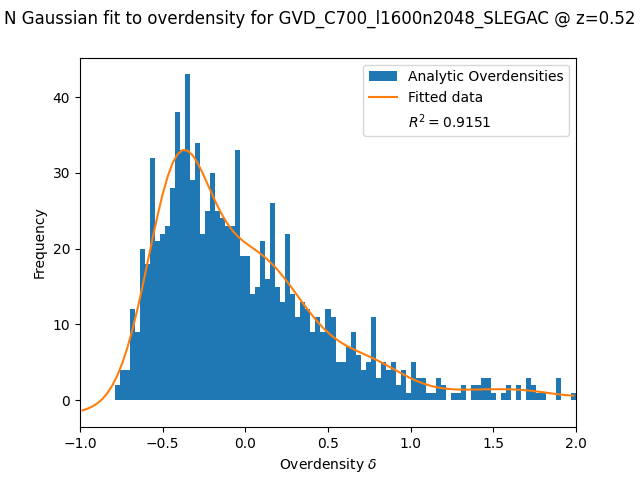 N Gaussian fit to overdensity for GVD_C700_l1600n2048_SLEGAC @ z=0.52
Analytic Overdensities
Fitted data
R² = 0.9151
Frequency
40
30
20
10
0
−1.0 −0.5 0.0 0.5 1.0 1.5 2.0
Overdensity δ